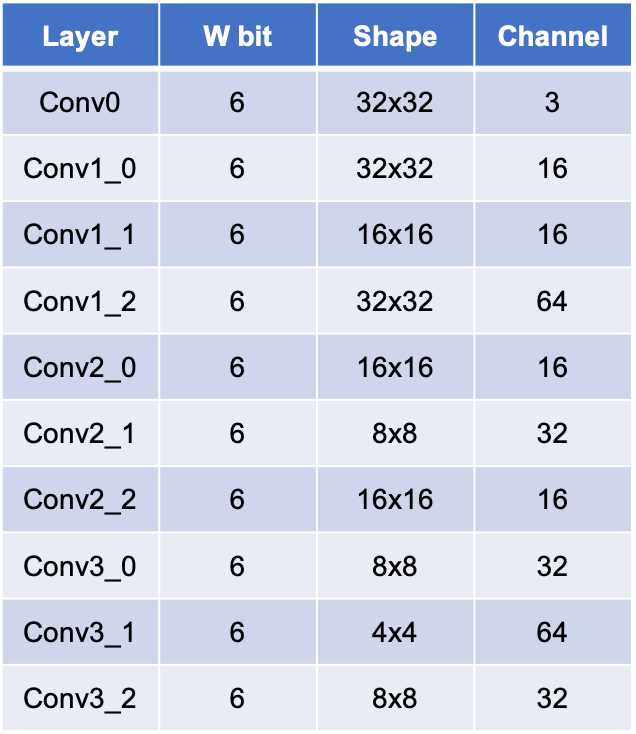 Layer W bit Shape Channel
Conv0 6 32x32 3
Conv1_0 6 32x32 16
Conv1_1 6 16x16 16
Conv1_2 6 32x32 64
Conv2_0 6 16x16 16
Conv2_1 6 8x8 32
Conv2_2 6 16x16 16
Conv3_0 6 8x8 32
Conv3_1 6 4x4 64
Conv3_2 6 8x8 32